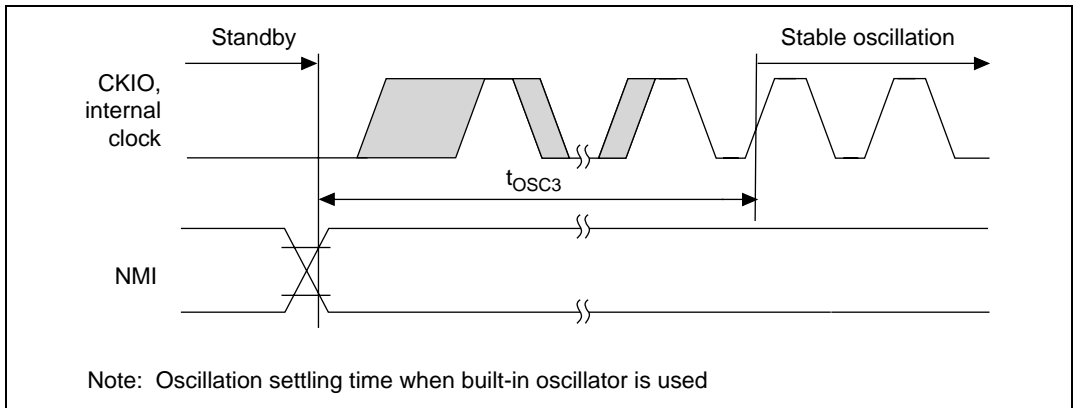 Standby
Stable oscillation
CKIO,
internal
clock
tOSC3
NMI
Note: Oscillation settling time when built-in oscillator is used